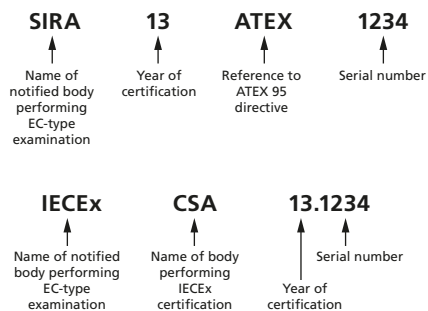 SIRA 13 ATEX 1234
Name of notified body performing EC-type examination
Year of certification
Reference to ATEX 95 directive
Serial number
IECEx CSA 13.1234
Name of notified body performing EC-type examination
Name of body performing IECEx certification
Year of certification
Serial number